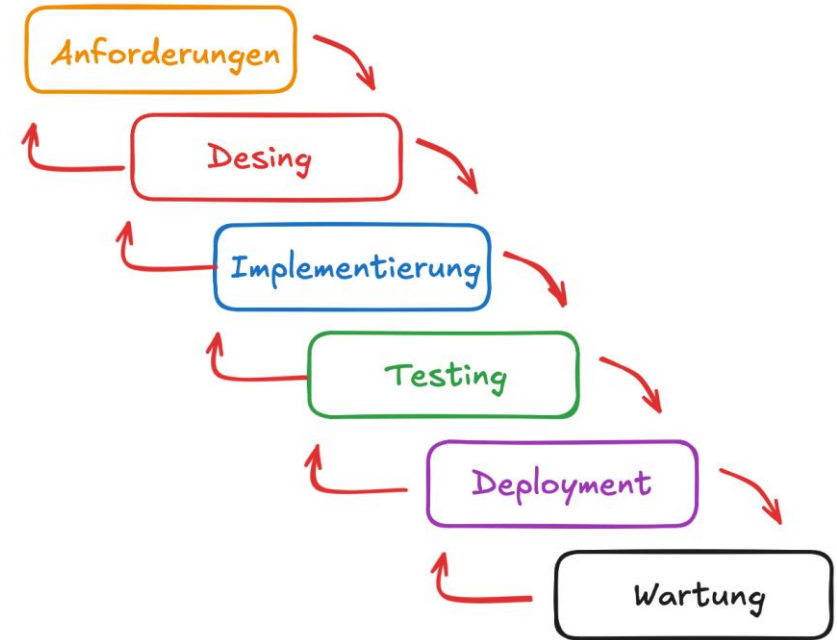 Anforderungen
Desing
Implementierung
Testing
Deployment
Wartung